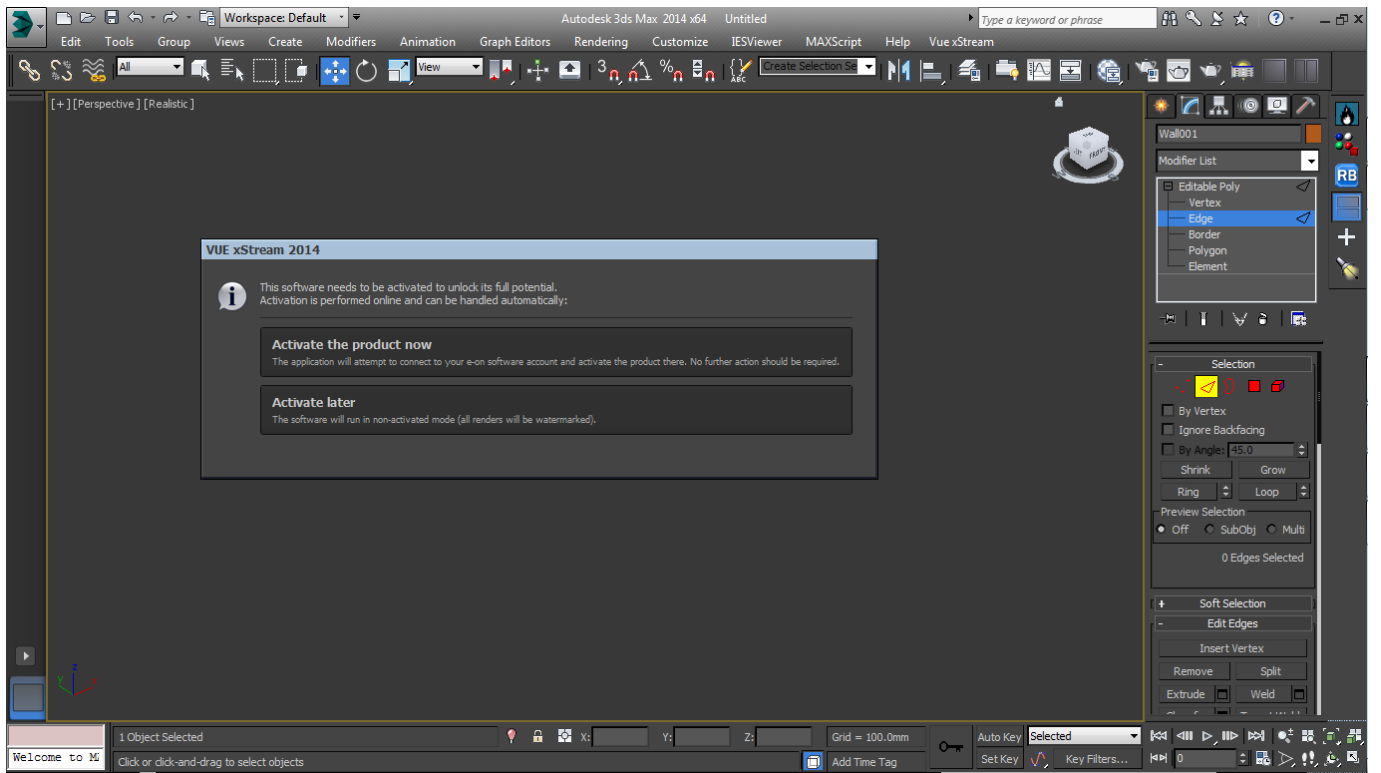 Workspace: Default
Autodesk 3ds Max 2014 x64 Untitled
Type a keyword or phrase
Edit Tools Group Views Create Modifiers Animation Graph Editors Rendering Customize IESViewer MAXScript Help Vue xStream
All
View
3
%
ABC
Create Selection Se
[+][Perspective][Realistic]
FRONT
Wall001
Modifier List
RB
Editable Poly
Vertex
Edge
Border
Polygon
Element
VUE xStream 2014
This software needs to be activated to unlock its full potential.
Activation is performed online and can be handled automatically:
Activate the product now
The application will attempt to connect to your e-on software account and activate the product there. No further action should be required.
Activate later
The software will run in non-activated mode (all renders will be watermarked).
Selection
By Vertex
Ignore Backfacing
By Angle: 45.0
Shrink Grow
Ring Loop
Preview Selection
Off SubObj Multi
0 Edges Selected
Soft Selection
Edit Edges
Insert Vertex
Remove Split
Extrude Weld
z
y x
1 Object Selected
X: Y: Z:
Grid = 100.0mm
Auto Key Selected
Welcome to M
Click or click-and-drag to select objects
Add Time Tag
Set Key Key Filters...
0